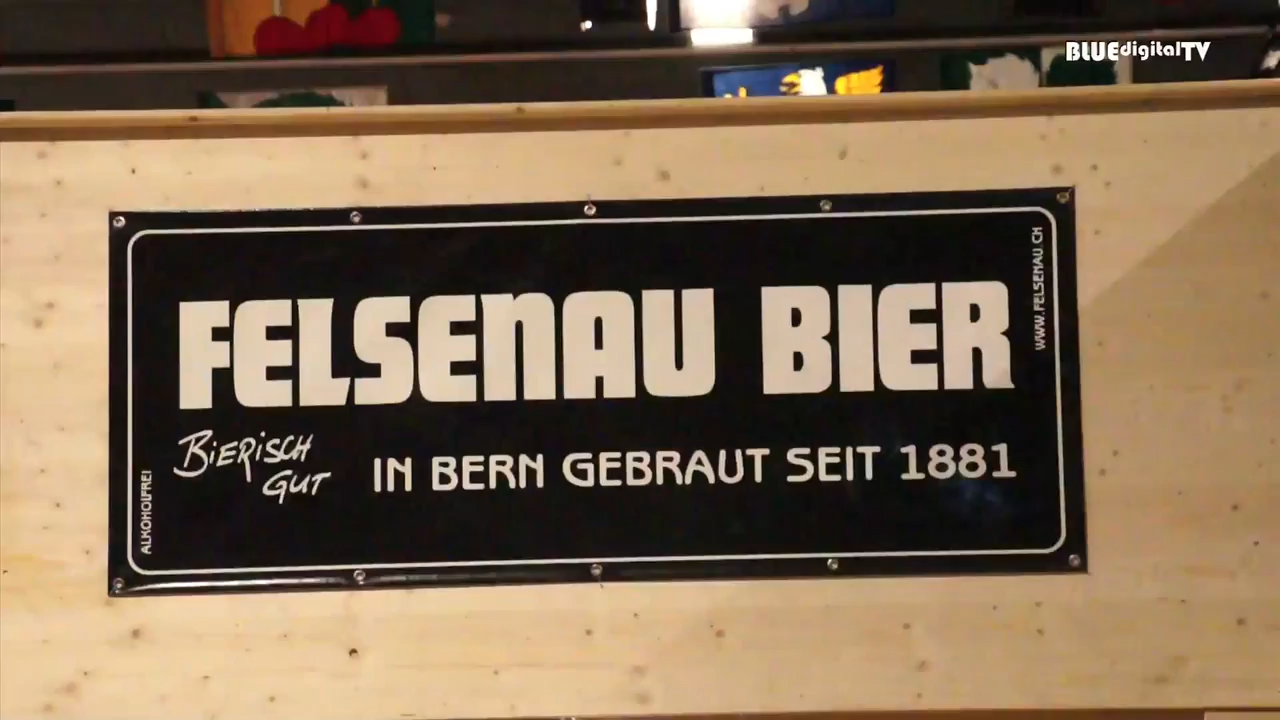 BLUEdigitalTV
FELSENAU BIER
WWW.FELSENAU.CH
BIERISCH
GUT
IN BERN GEBRAUT SEIT 1881
ALKOHOLFREI